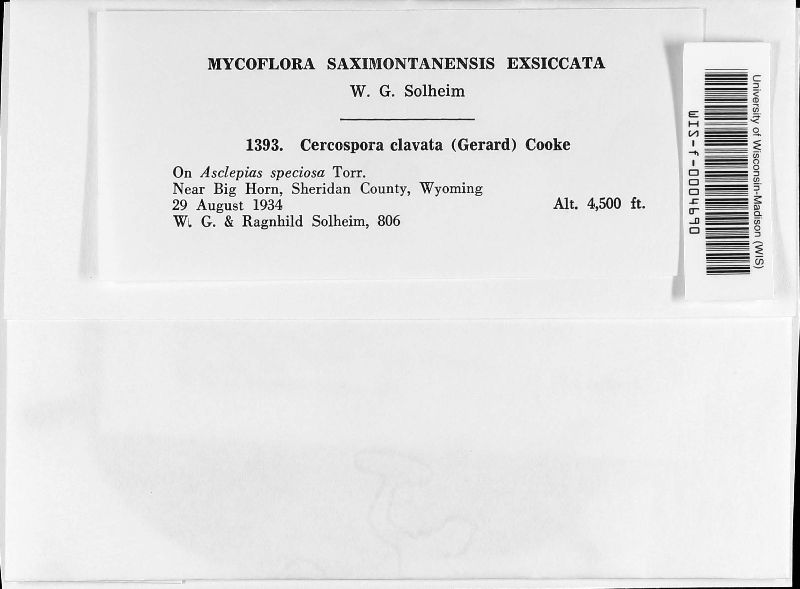 MYCOFLORA SAXIMONTANENSIS EXSICCATA
W. G. Solheim
1393. Cercospora clavata (Gerard) Cooke
On Asclepias speciosa Torr.
Near Big Horn, Sheridan County, Wyoming
29 August 1934 Alt. 4,500 ft.
W. G. & Ragnhild Solheim, 806
University of Wisconsin-Madison (WIS)
WIS-f-0004690